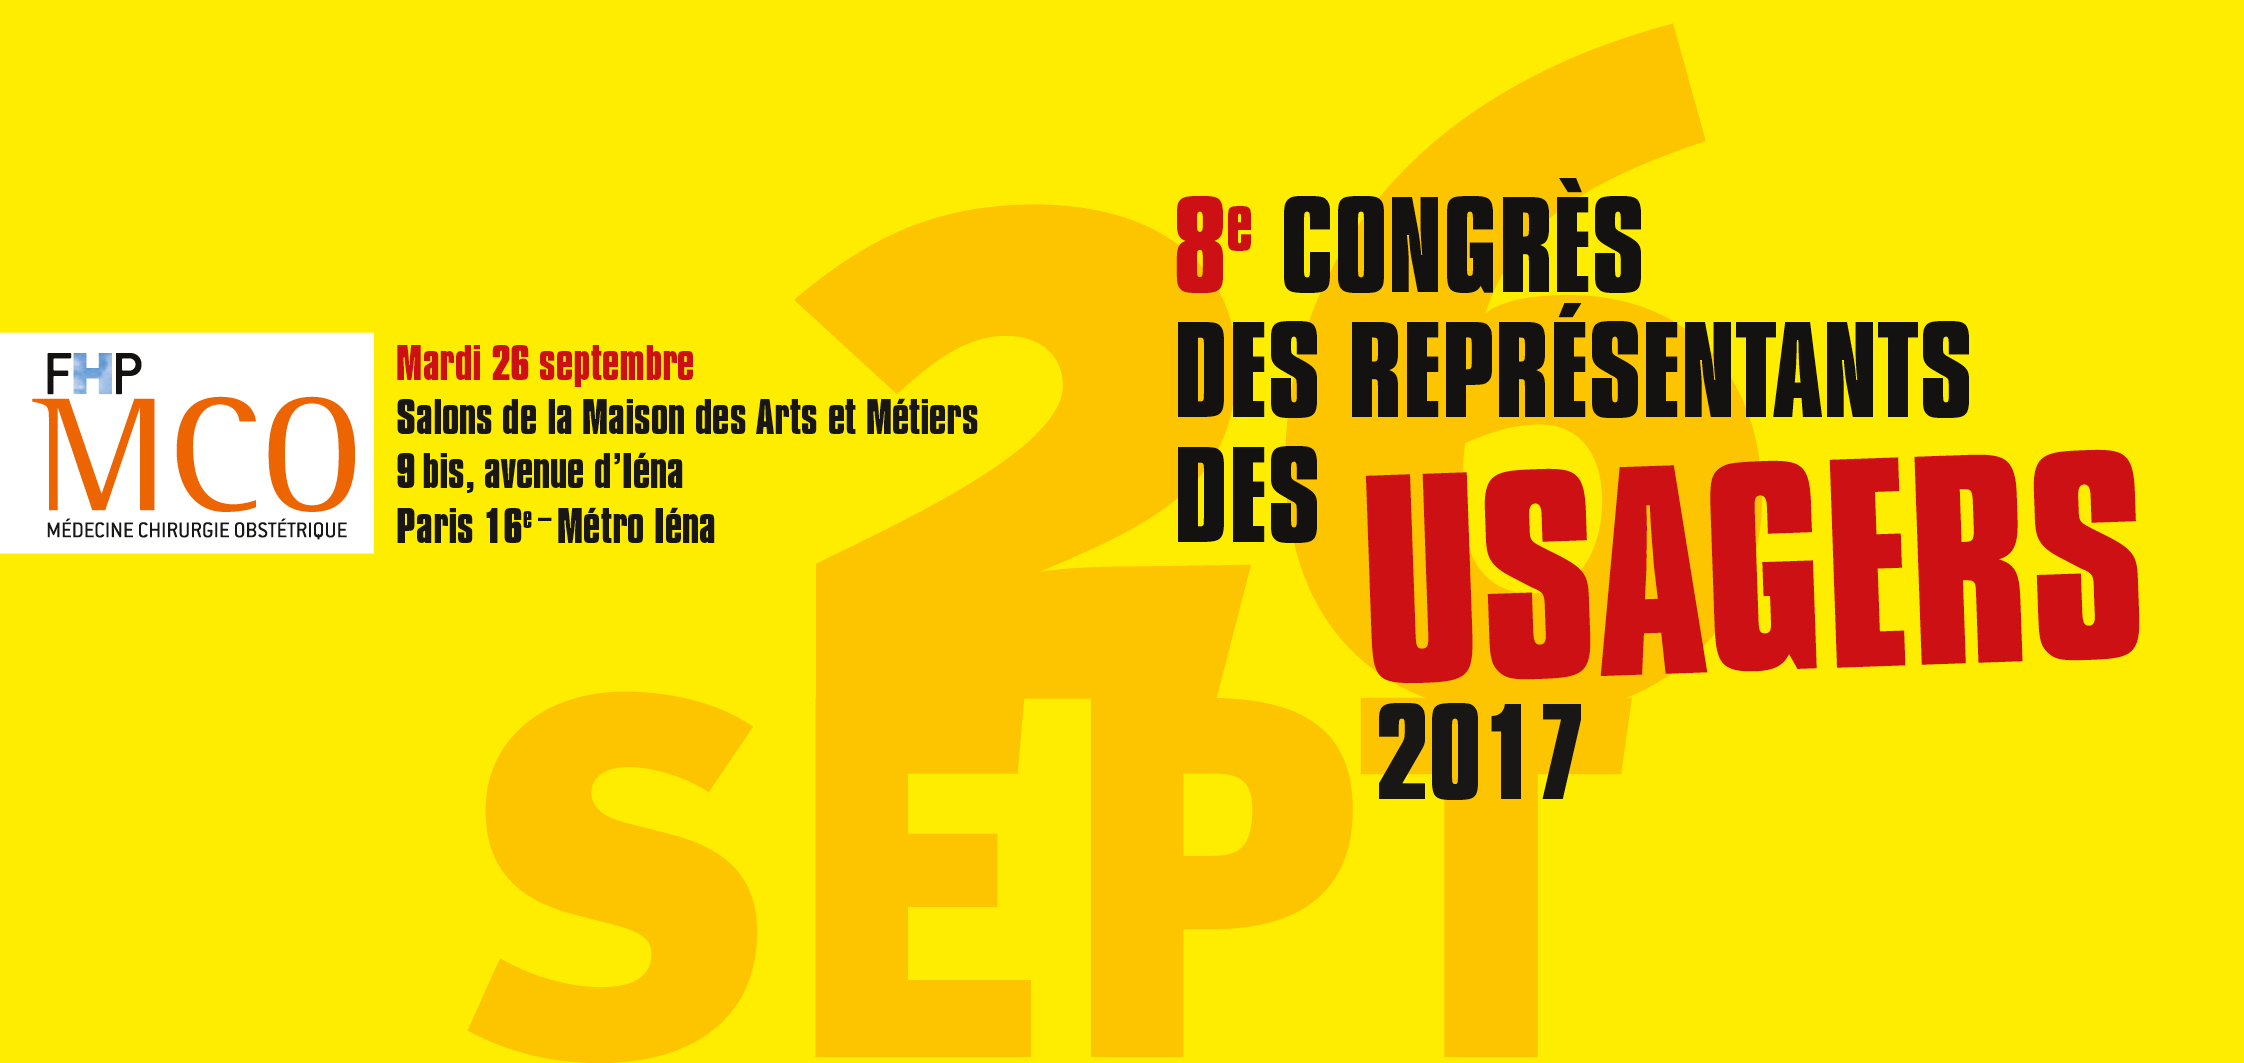 FHP
MCO
MÉDECINE CHIRURGIE OBSTÉTRIQUE
Mardi 26 septembre
Salons de la Maison des Arts et Métiers
9 bis, avenue d’Iéna
Paris 16e – Métro Iéna
26
SEPT
8e CONGRÈS
DES REPRÉSENTANTS
DES USAGERS
2017